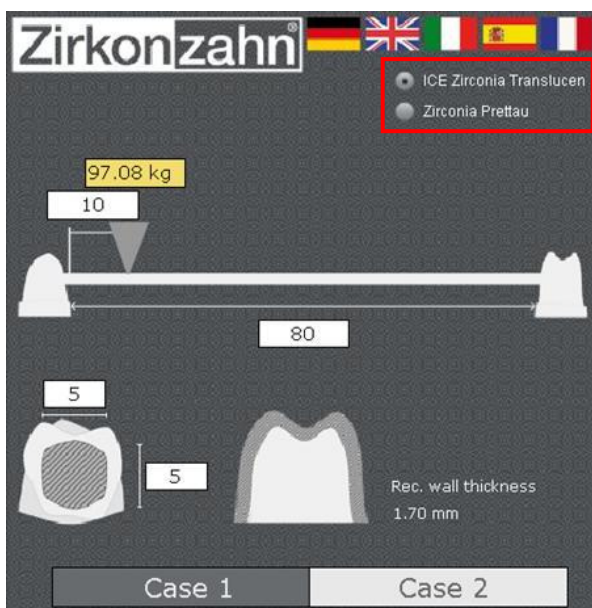 Zirkonzahn®
ICE Zirconia Translucen
Zirconia Prettau
97.08 kg
10
80
5
5
Rec. wall thickness
1.70 mm
Case 1
Case 2